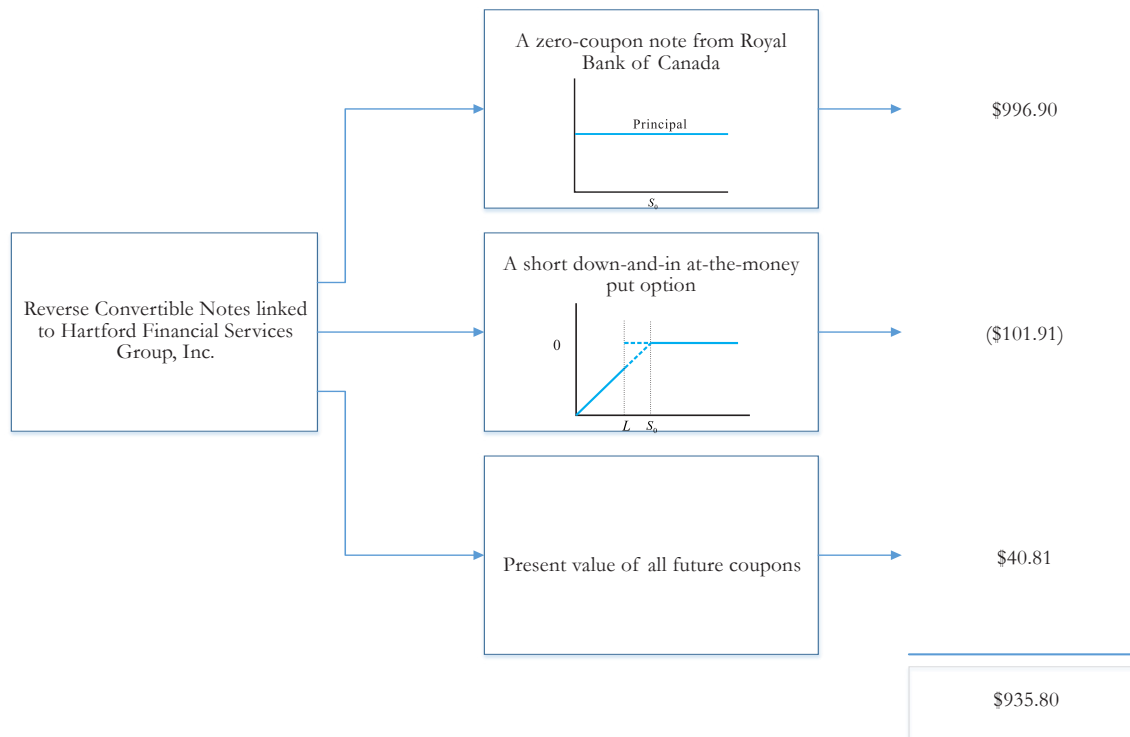 A zero-coupon note from Royal
Bank of Canada
Principal
S₀
$996.90
Reverse Convertible Notes linked
to Hartford Financial Services
Group, Inc.
A short down-and-in at-the-money
put option
0
L S₀
($101.91)
Present value of all future coupons
$40.81
$935.80